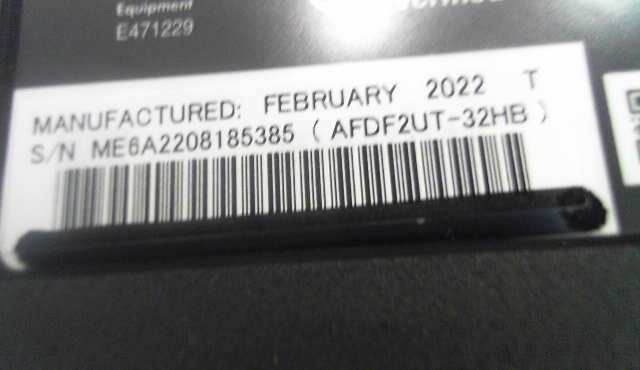 Equipment
E471229
MANUFACTURED: FEBRUARY 2022 T
S/N ME6A2208185385 ( AFDF2UT-32HB )